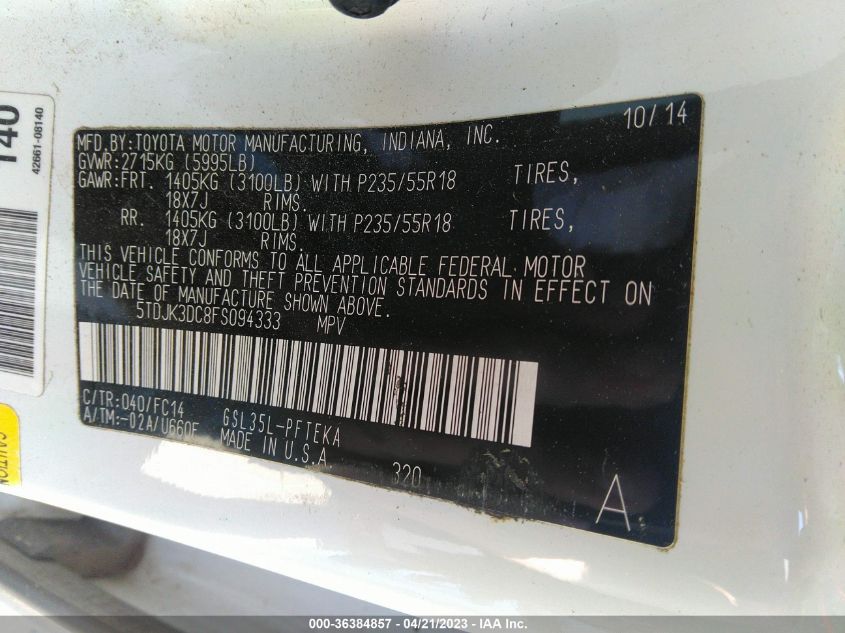 140
42661-08140
10/14
MFD.BY:TOYOTA MOTOR MANUFACTURING, INDIANA, INC.
GVWR:2715KG (5995LB)
GAWR:FRT. 1405KG (3100LB) WITH P235/55R18 TIRES,
18X7J RIMS.
RR. 1405KG (3100LB) WITH P235/55R18 TIRES,
18X7J RIMS.
THIS VEHICLE CONFORMS TO ALL APPLICABLE FEDERAL MOTOR
VEHICLE SAFETY AND THEFT PREVENTION STANDARDS IN EFFECT ON
THE DATE OF MANUFACTURE SHOWN ABOVE.
5TDJK3DC8FS094333 MPV
C/TR:040/FC14 GSL35L-PFTEKA
A/TM:-02A/U660F MADE IN U.S.A.
320
A
CAUTION
000-36384857 - 04/21/2023 - IAA Inc.